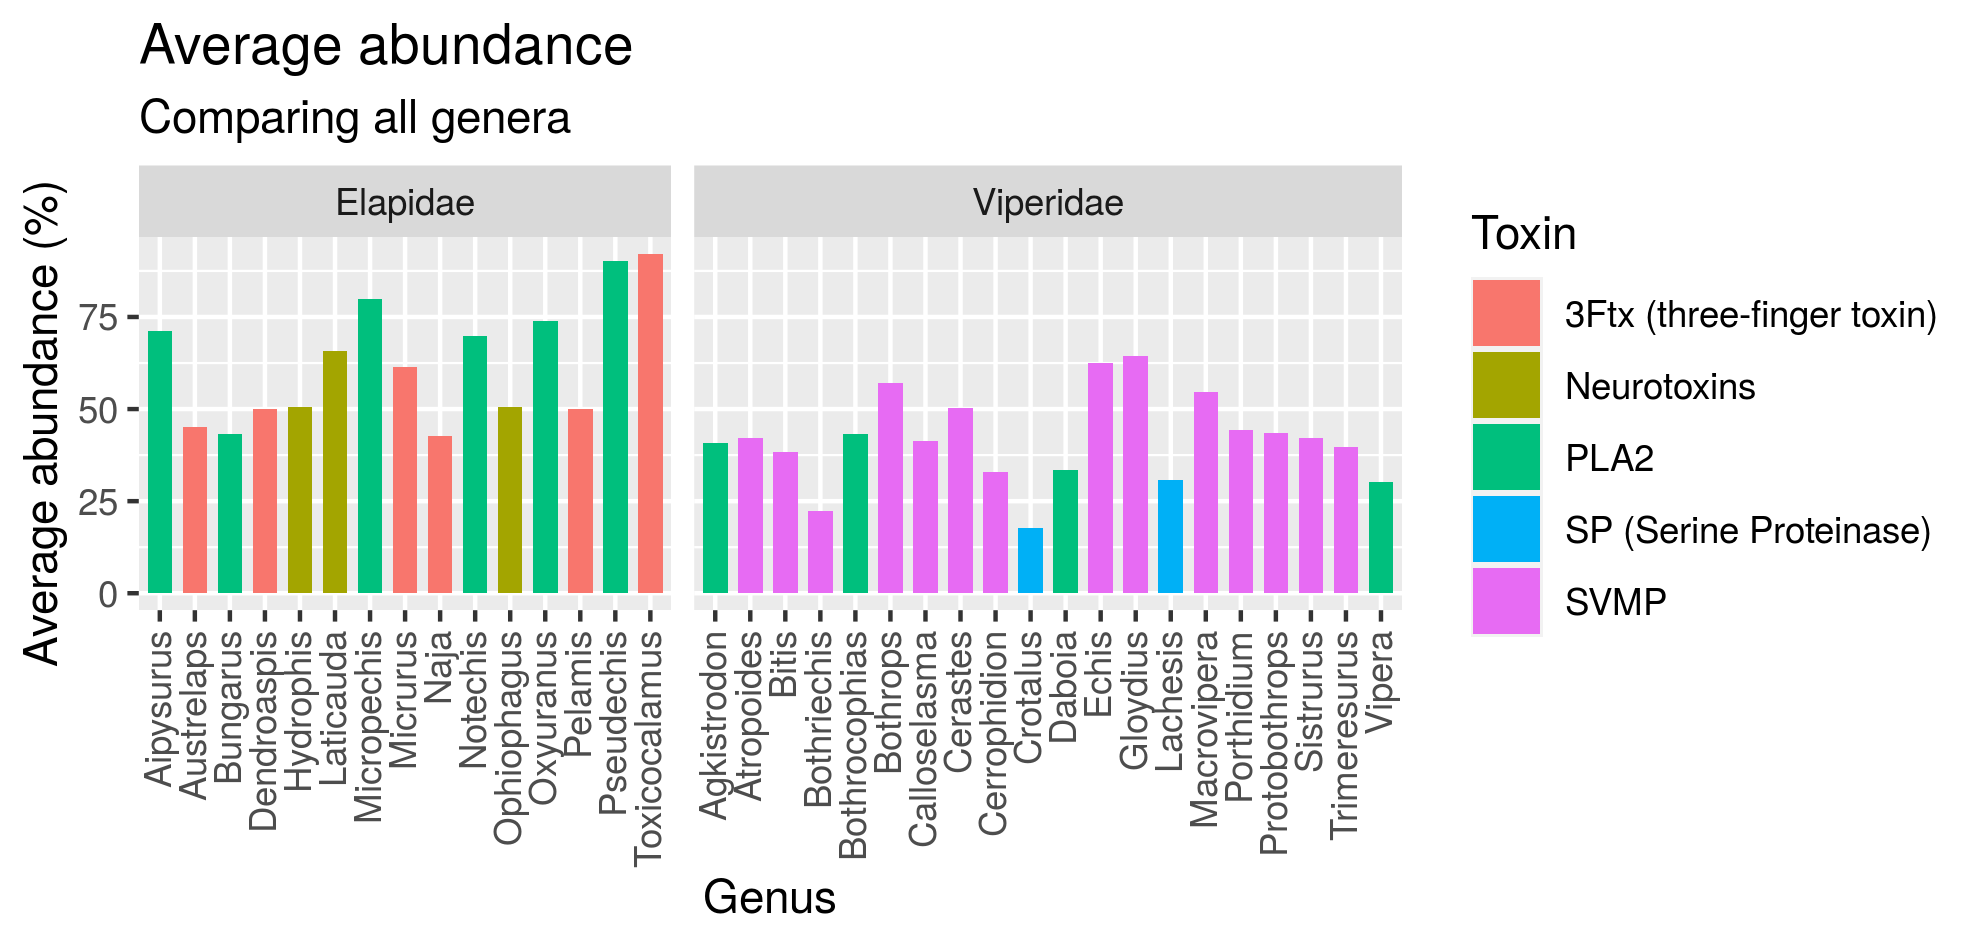 Average abundance
Comparing all genera
Elapidae
Viperidae
Average abundance (%)
75
50
25
0
Aipysurus
Austrelaps
Bungarus
Dendroaspis
Hydrophis
Laticauda
Micropechis
Micrurus
Naja
Notechis
Ophiophagus
Oxyuranus
Pelamis
Pseudechis
Toxicocalamus
Agkistrodon
Atropoides
Bitis
Bothriechis
Bothrocophias
Bothrops
Calloselasma
Cerastes
Cerrophidion
Crotalus
Daboia
Echis
Gloydius
Lachesis
Macrovipera
Porthidium
Protobothrops
Sistrurus
Trimeresurus
Vipera
Genus
Toxin
3Ftx (three-finger toxin)
Neurotoxins
PLA2
SP (Serine Proteinase)
SVMP